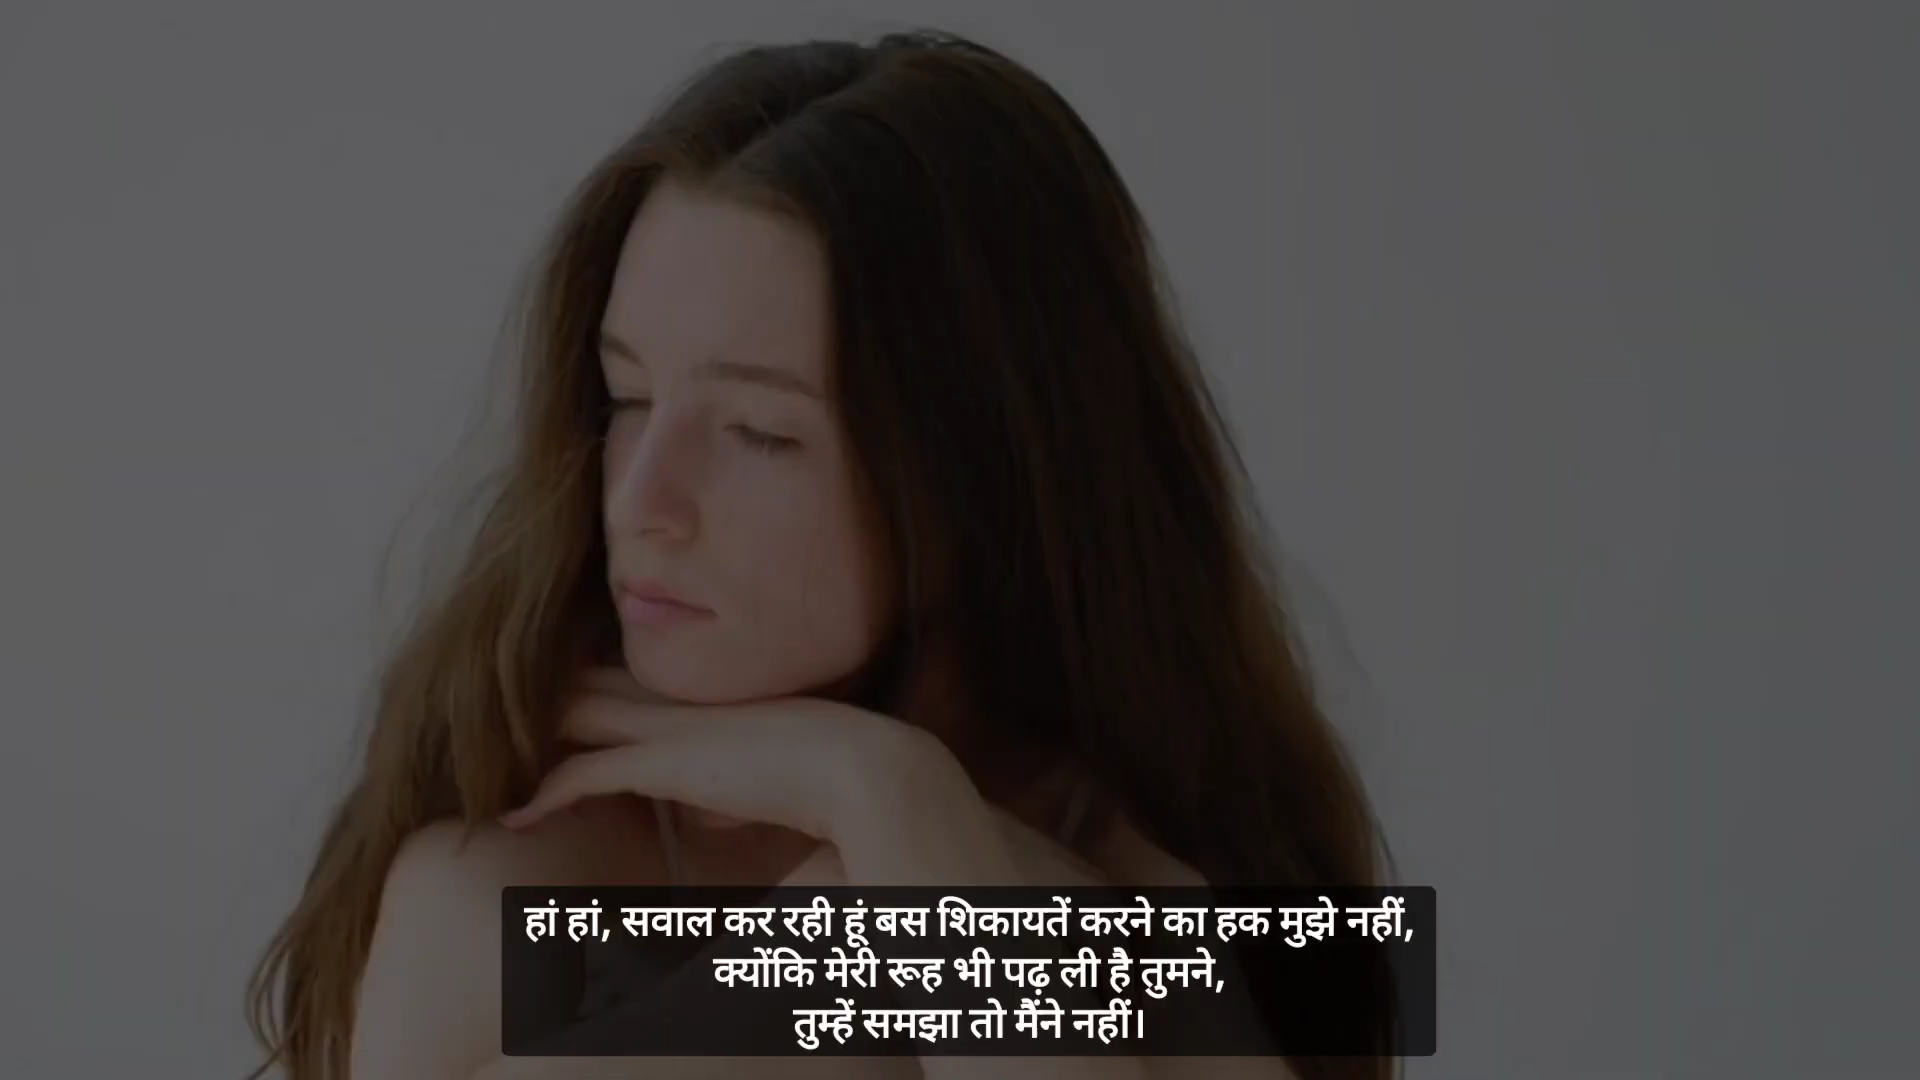 हां हां, सवाल कर रही हूं बस शिकायतें करने का हक मुझे नहीं,
क्योंकि मेरी रूह भी पढ़ ली है तुमने,
तुम्हें समझा तो मैंने नहीं।